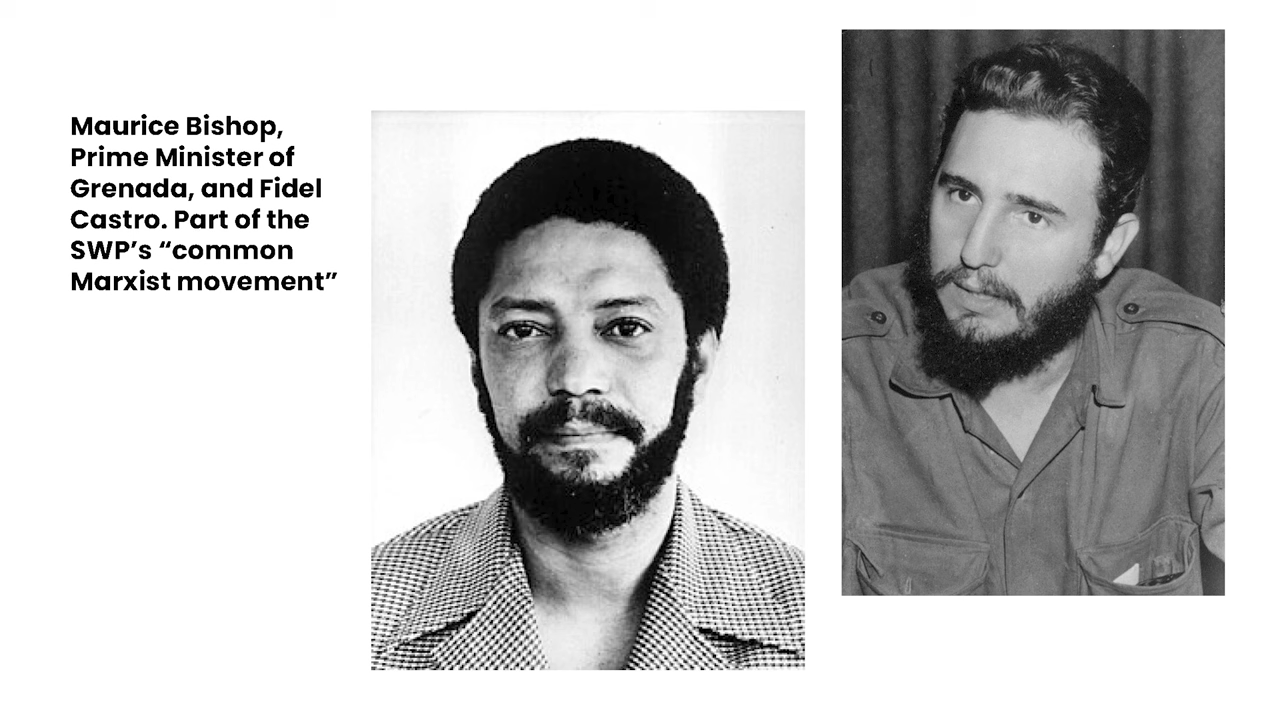 Maurice Bishop,
Prime Minister of
Grenada, and Fidel
Castro. Part of the
SWP’s “common
Marxist movement”